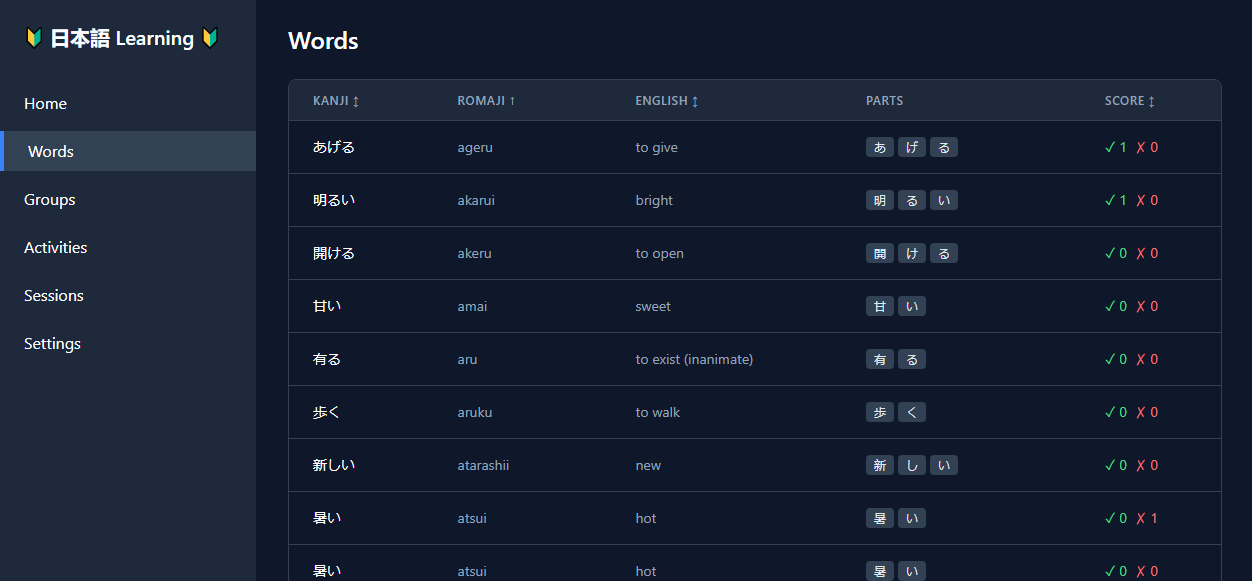 🔰 日本語 Learning 🔰
Home
Words
Groups
Activities
Sessions
Settings
Words
KANJI ↕ ROMAJI ↑ ENGLISH ↕ PARTS SCORE ↕
あげる ageru to give あ げ る ✓ 1 ✗ 0
明るい akarui bright 明 る い ✓ 1 ✗ 0
開ける akeru to open 開 け る ✓ 0 ✗ 0
甘い amai sweet 甘 い ✓ 0 ✗ 0
有る aru to exist (inanimate) 有 る ✓ 0 ✗ 0
歩く aruku to walk 歩 く ✓ 0 ✗ 0
新しい atarashii new 新 し い ✓ 0 ✗ 0
暑い atsui hot 暑 い ✓ 0 ✗ 1
暑い atsui hot 暑 い ✓ 0 ✗ 0